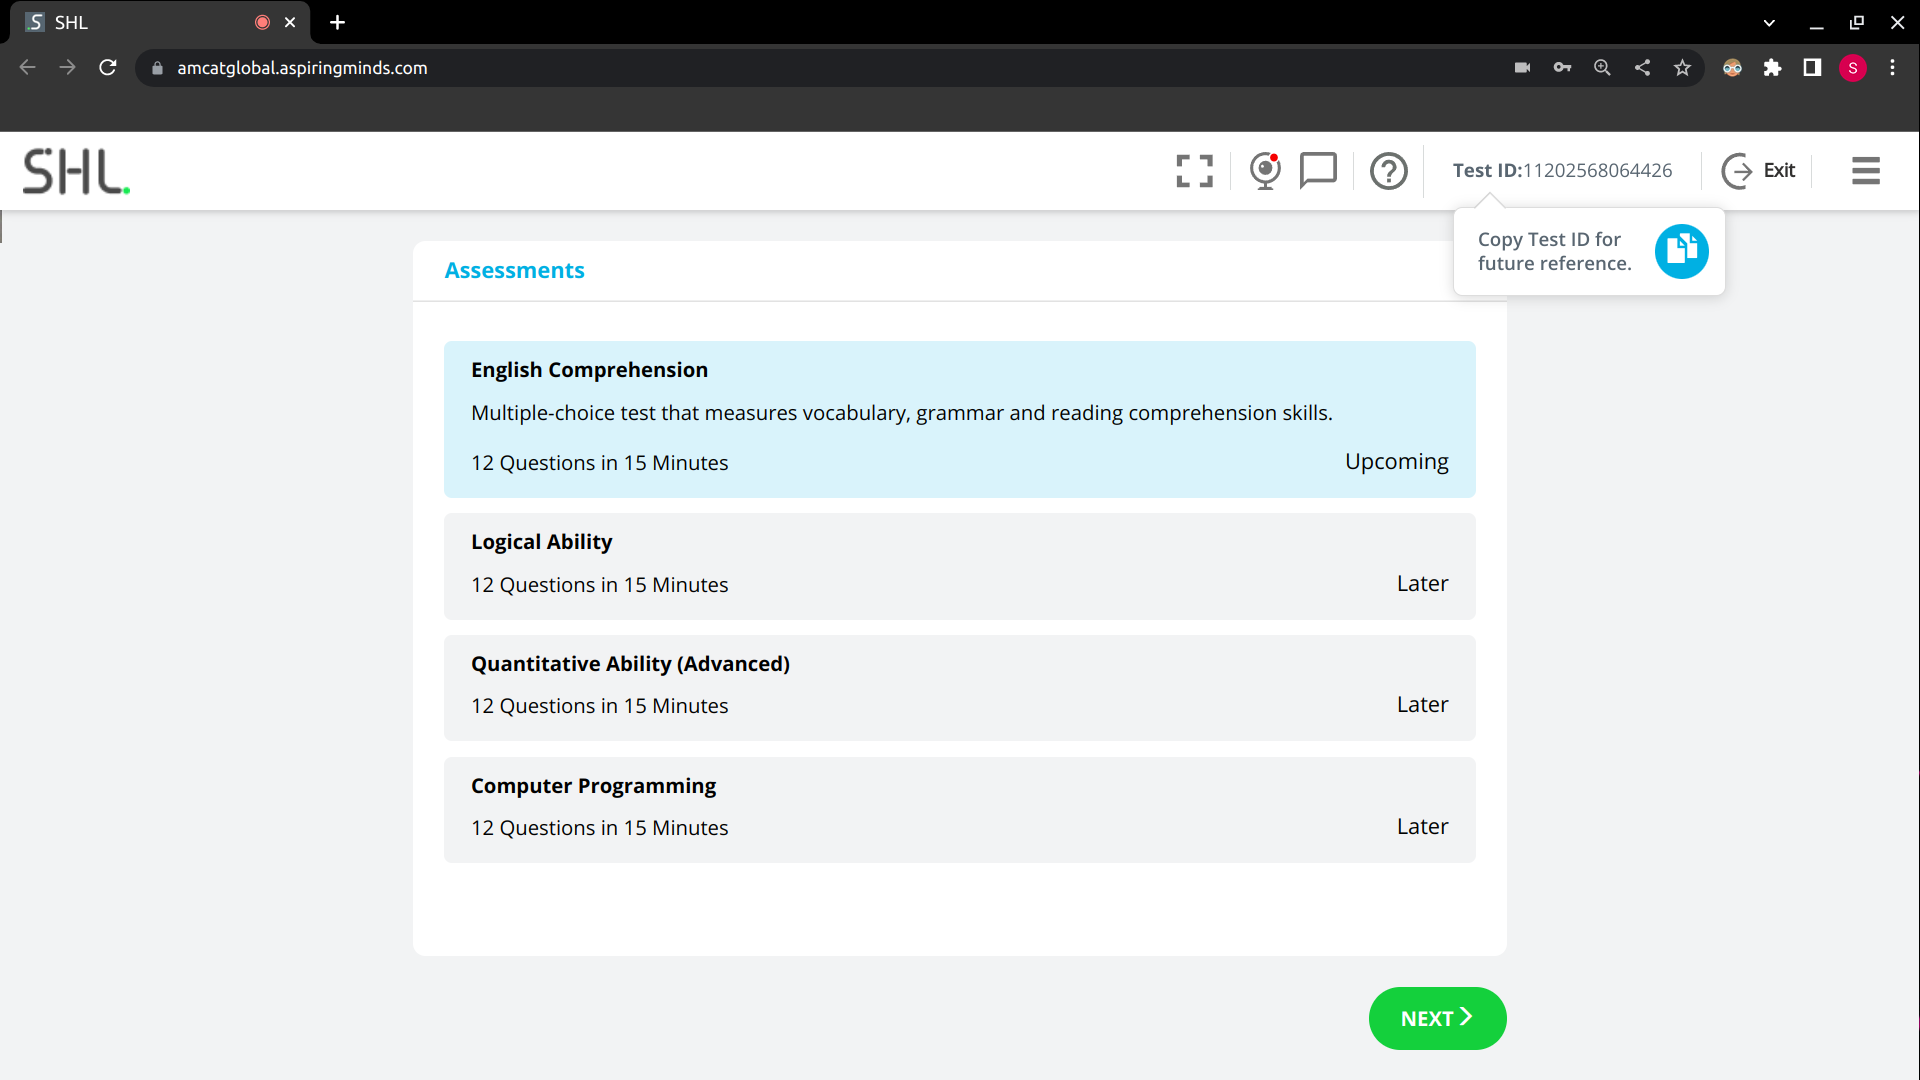 SHL
amcatglobal.aspiringminds.com
S
SHL.
Test ID:11202568064426
Exit
Copy Test ID for
future reference.
Assessments
English Comprehension
Multiple-choice test that measures vocabulary, grammar and reading comprehension skills.
12 Questions in 15 Minutes
Upcoming
Logical Ability
12 Questions in 15 Minutes
Later
Quantitative Ability (Advanced)
12 Questions in 15 Minutes
Later
Computer Programming
12 Questions in 15 Minutes
Later
NEXT